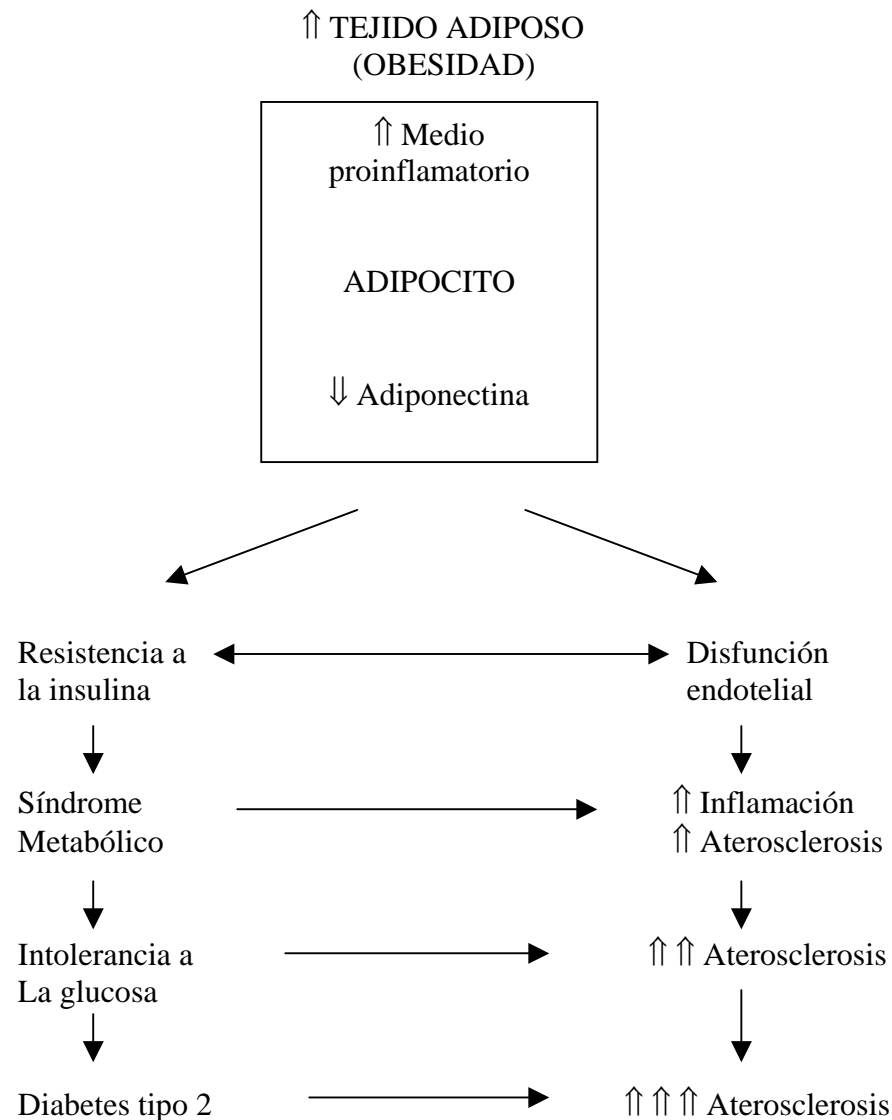 ⇑ TEJIDO ADIPOSO
(OBESIDAD)
⇑ Medio
proinflamatorio
ADIPOCITO
⇓ Adiponectina
Resistencia a
la insulina
Disfunción
endotelial
Síndrome
Metabólico
⇑ Inflamación
⇑ Aterosclerosis
Intolerancia a
La glucosa
⇑ ⇑ Aterosclerosis
Diabetes tipo 2
⇑ ⇑ ⇑ Aterosclerosis